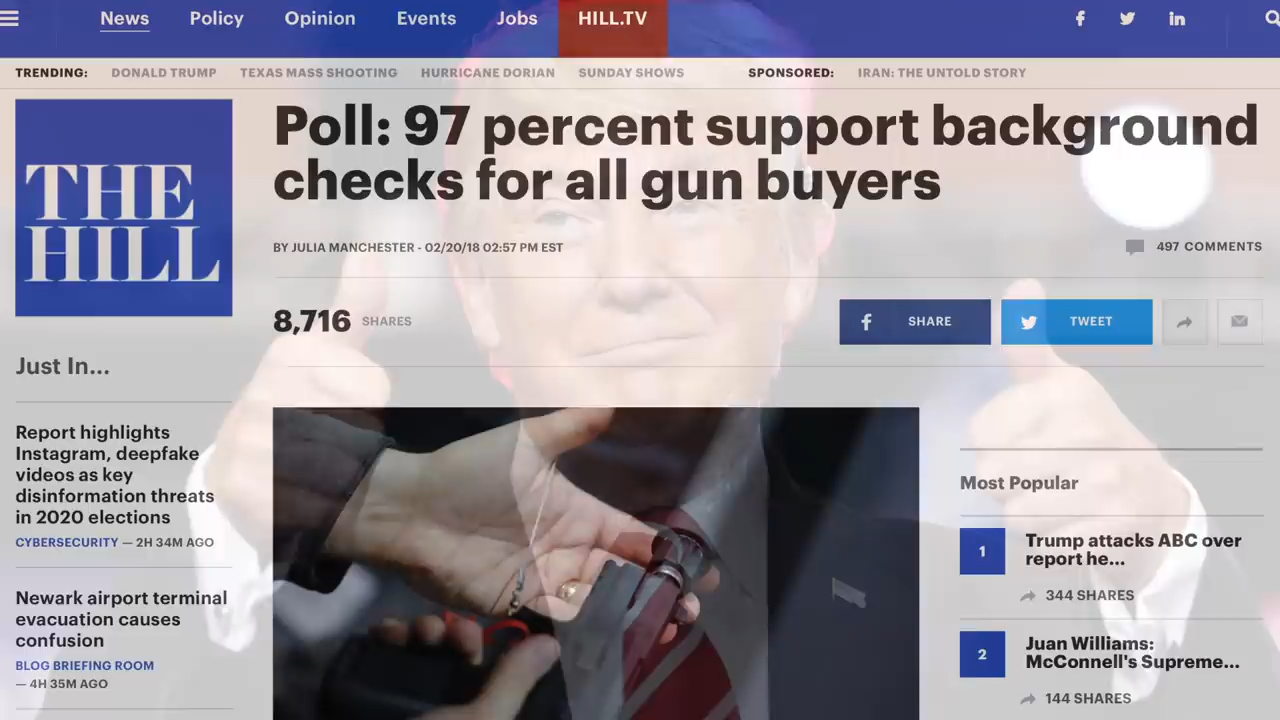 News Policy Opinion Events Jobs HILL.TV
TRENDING: DONALD TRUMP TEXAS MASS SHOOTING HURRICANE DORIAN SUNDAY SHOWS SPONSORED: IRAN: THE UNTOLD STORY
THE
HILL
Poll: 97 percent support background
checks for all gun buyers
BY JULIA MANCHESTER - 02/20/18 02:57 PM EST
497 COMMENTS
8,716 SHARES
SHARE
TWEET
Just In...
Report highlights
Instagram, deepfake
videos as key
disinformation threats
in 2020 elections
CYBERSECURITY — 2H 34M AGO
Newark airport terminal
evacuation causes
confusion
BLOG BRIEFING ROOM
— 4H 35M AGO
Most Popular
1
Trump attacks ABC over
report he...
344 SHARES
2
Juan Williams:
McConnell's Supreme...
144 SHARES